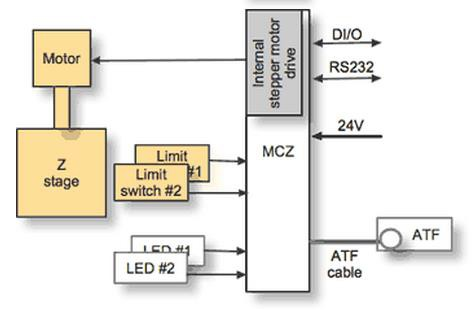 Motor
Z
stage
Internal
stepper motor
drive
DI/O
RS232
24V
MCZ
Limit
#1
Limit
switch #2
LED #1
LED #2
ATF
ATF
cable